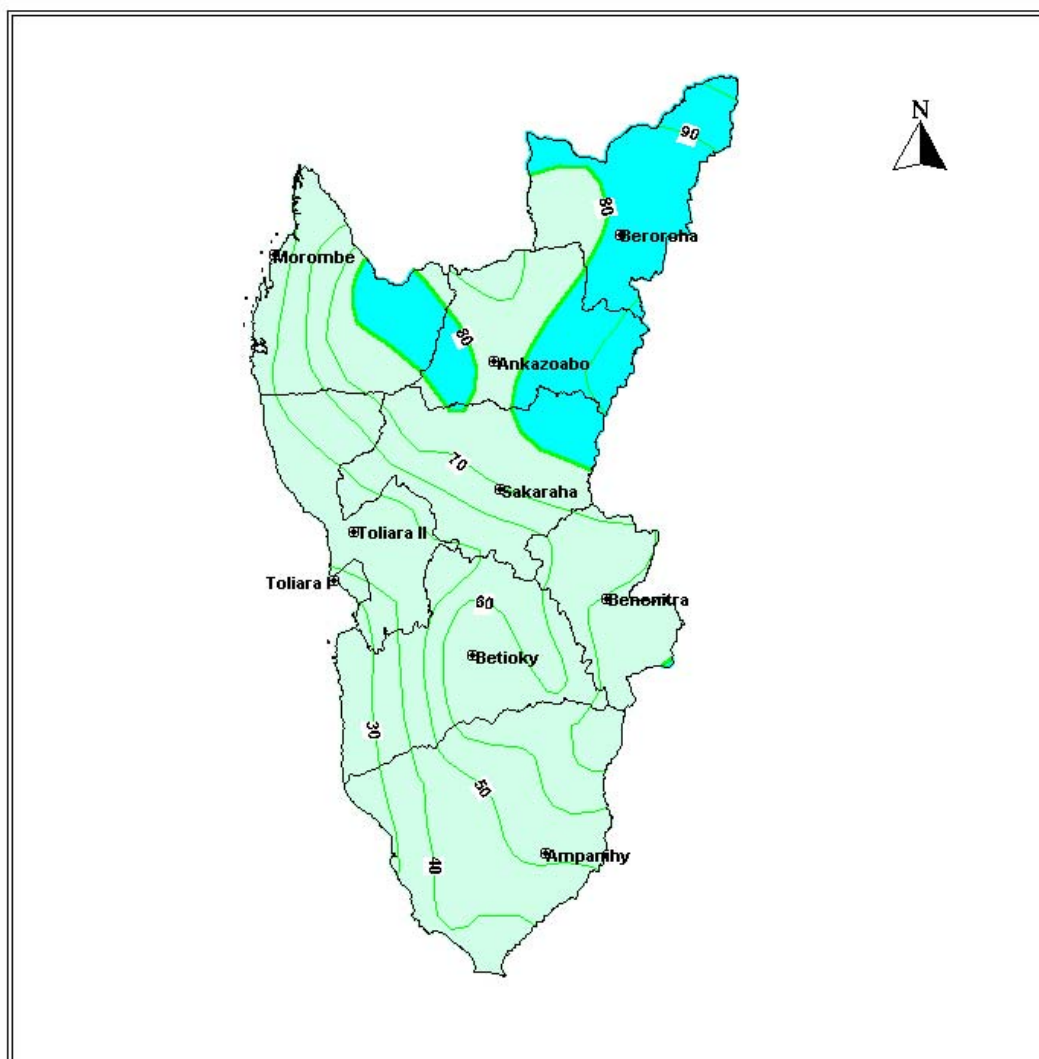 N
90
80
Beroroha
Morombe
80
Ankazoabo
70
Sakaraha
Toliara II
Toliara I
60
Benenitra
Betioky
30
50
Ampanihy
40